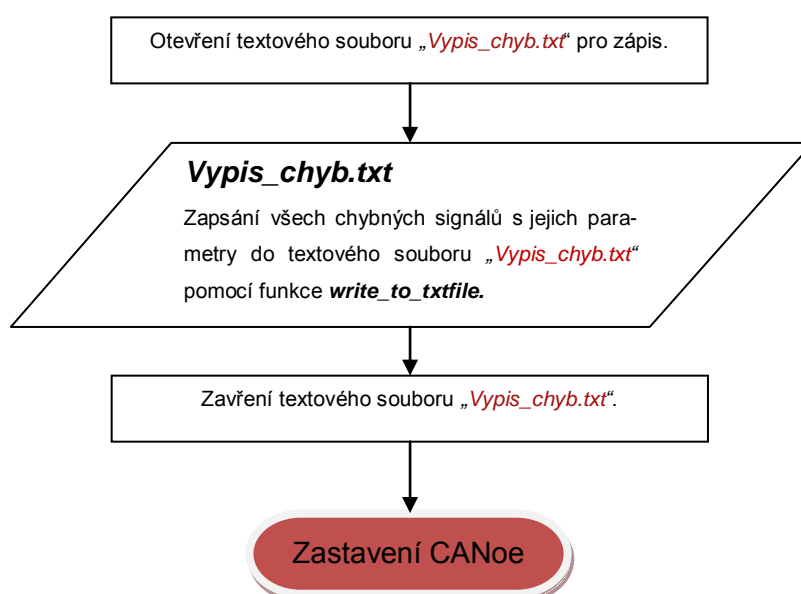 Otevření textového souboru „Vypis_chyb.txt“ pro zápis.
Vypis_chyb.txt
Zapsání všech chybných signálů s jejich para-
metry do textového souboru „Vypis_chyb.txt“
pomocí funkce write_to_txtfile.
Zavření textového souboru „Vypis_chyb.txt“.
Zastavení CANoe